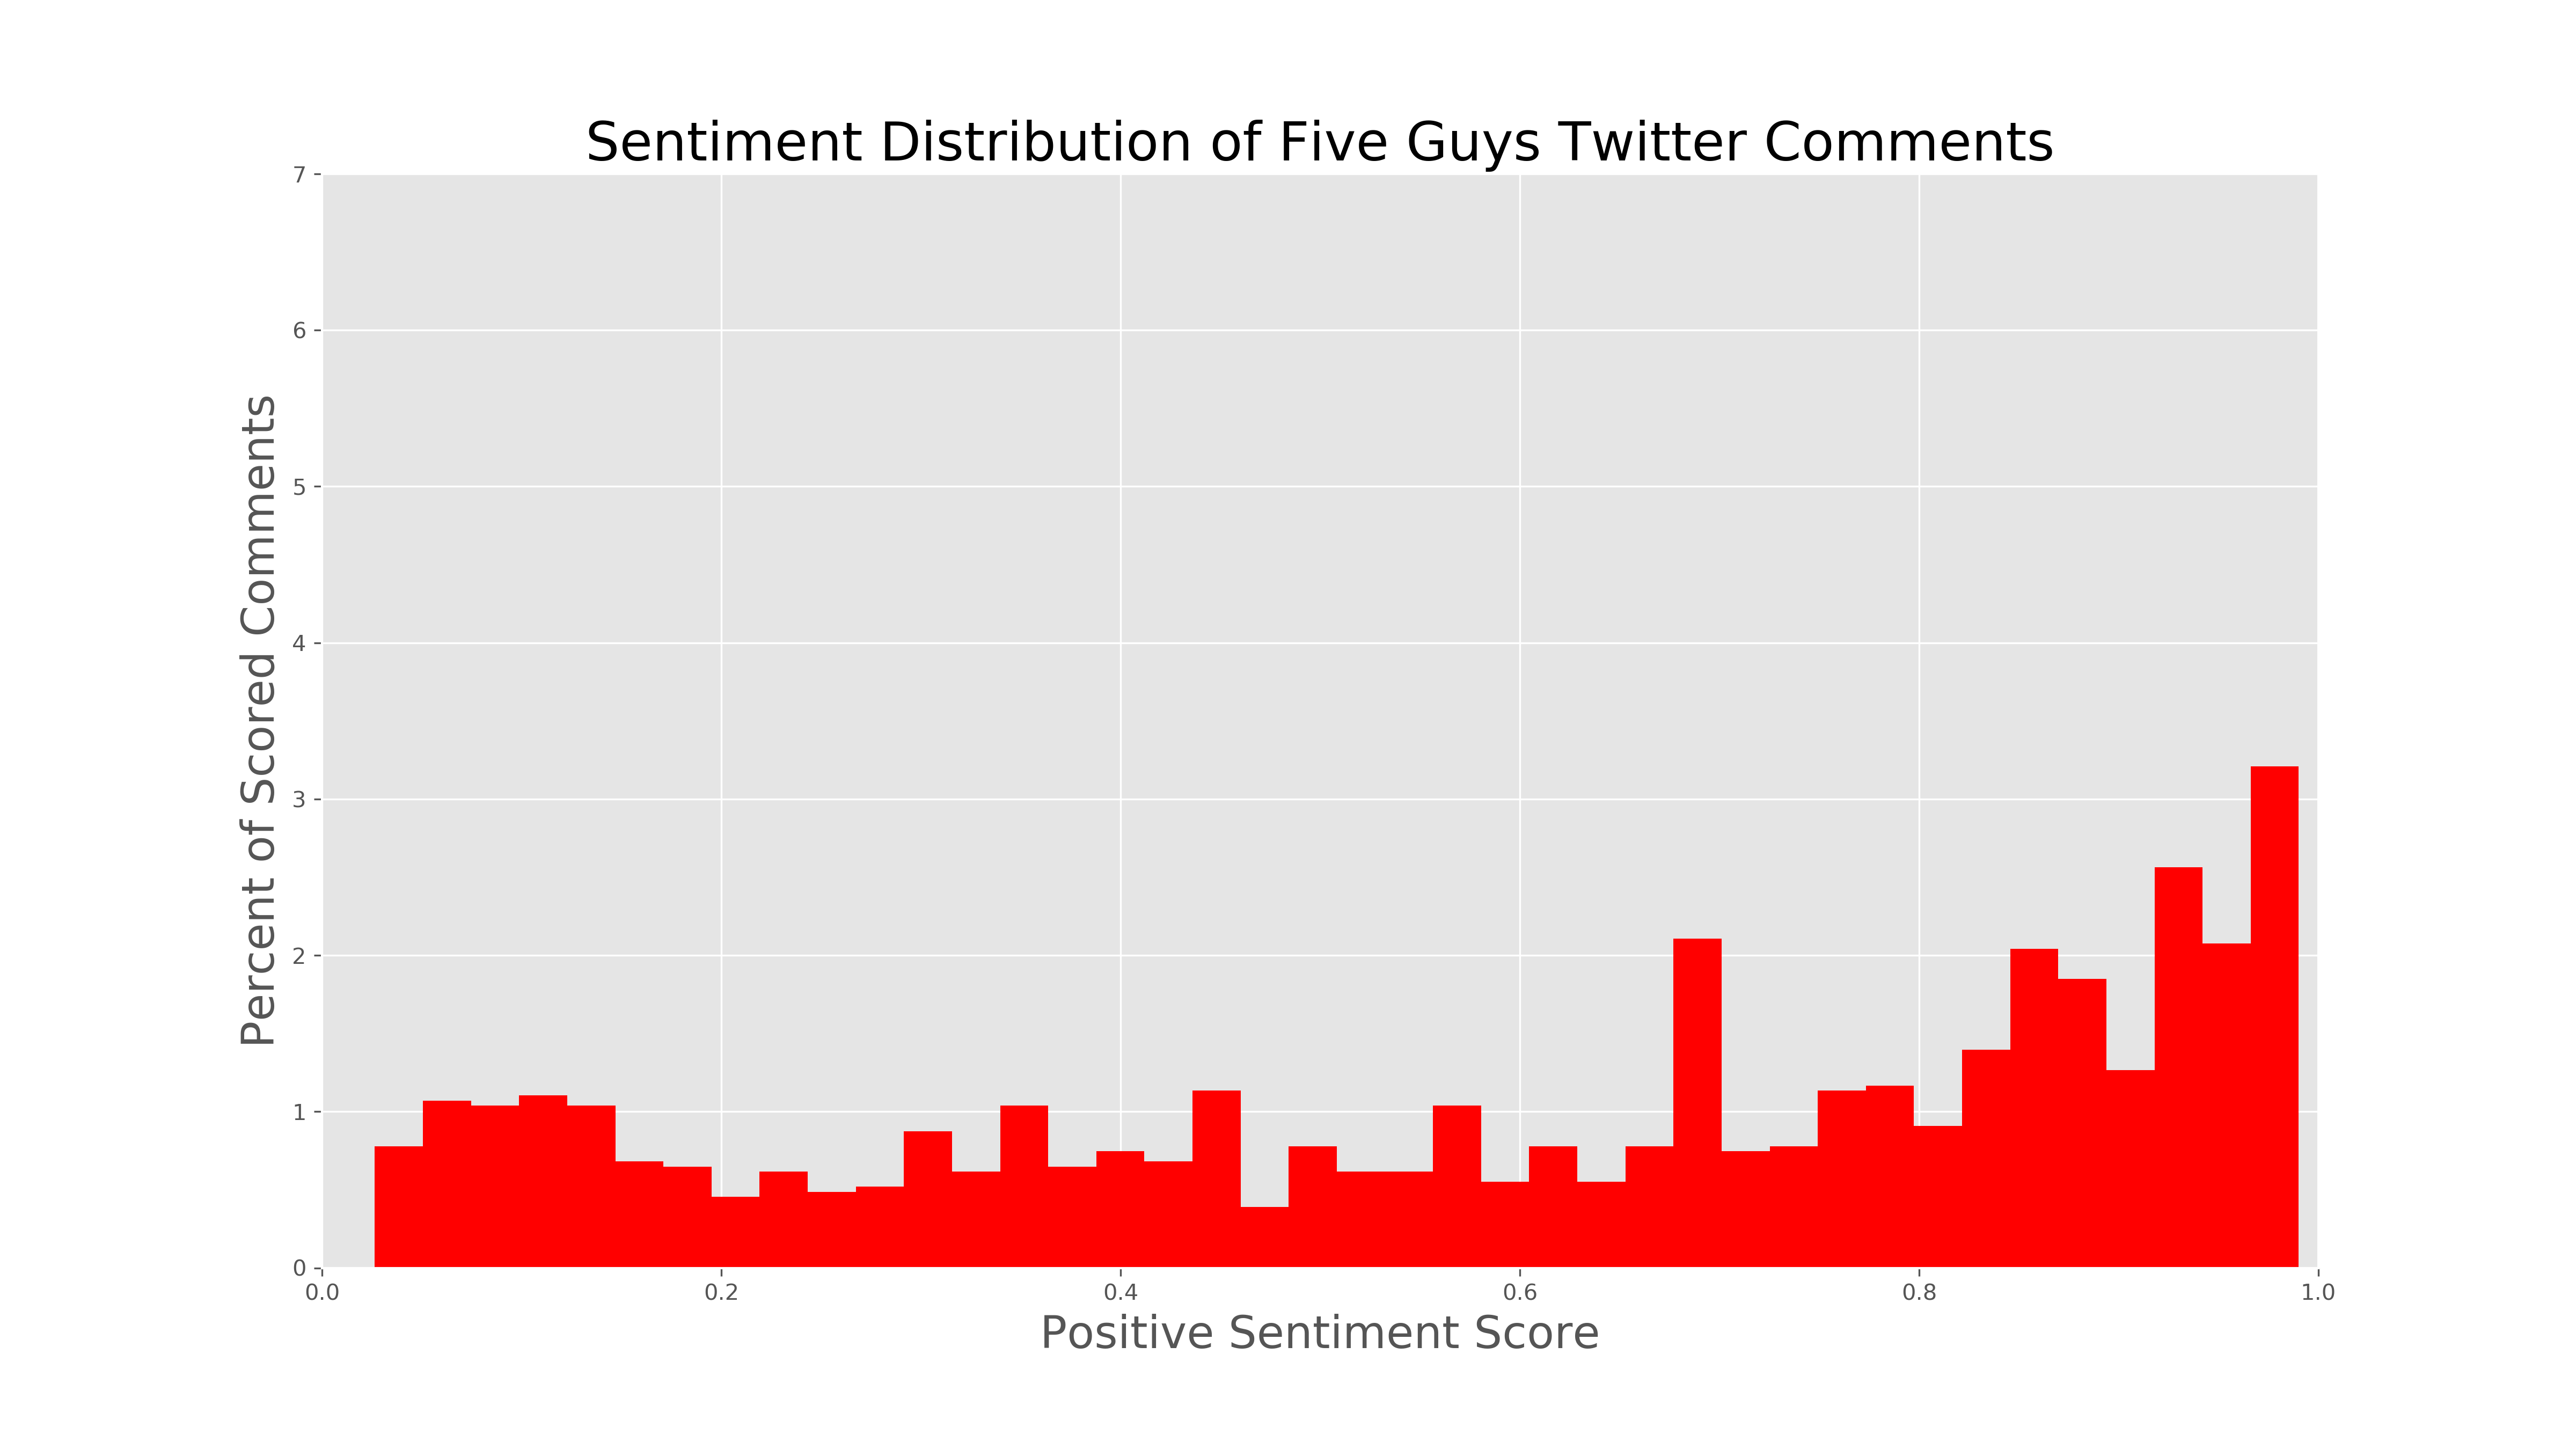 Sentiment Distribution of Five Guys Twitter Comments
7
6
5
4
3
2
1
0
Percent of Scored Comments
0.0 0.2 0.4 0.6 0.8 1.0
Positive Sentiment Score